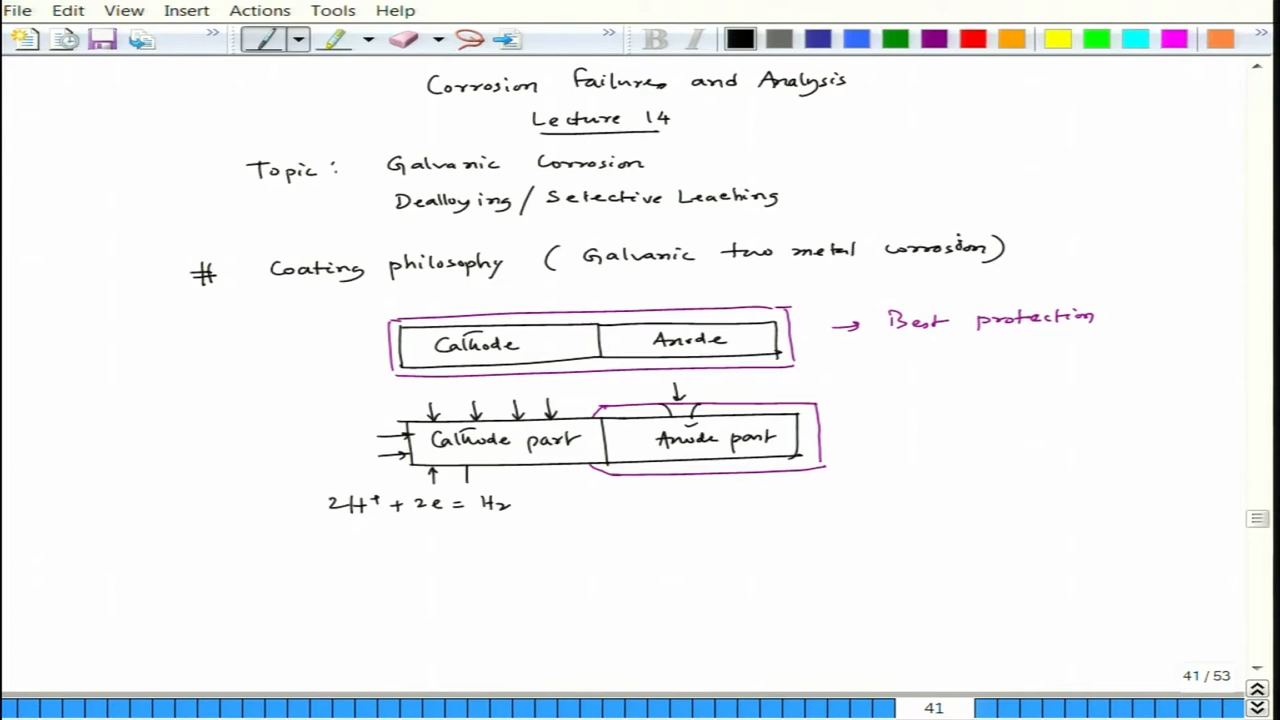 File Edit View Insert Actions Tools Help
Corrosion Failures and Analysis
Lecture 14
Topic : Galvanic Corrosion
Dealloying / Selective Leaching
# Coating philosophy ( Galvanic two metal corrosion)
Cathode Anode → Best protection
Cathode part Anode part
2H+ + 2e = H2
41 / 53
41